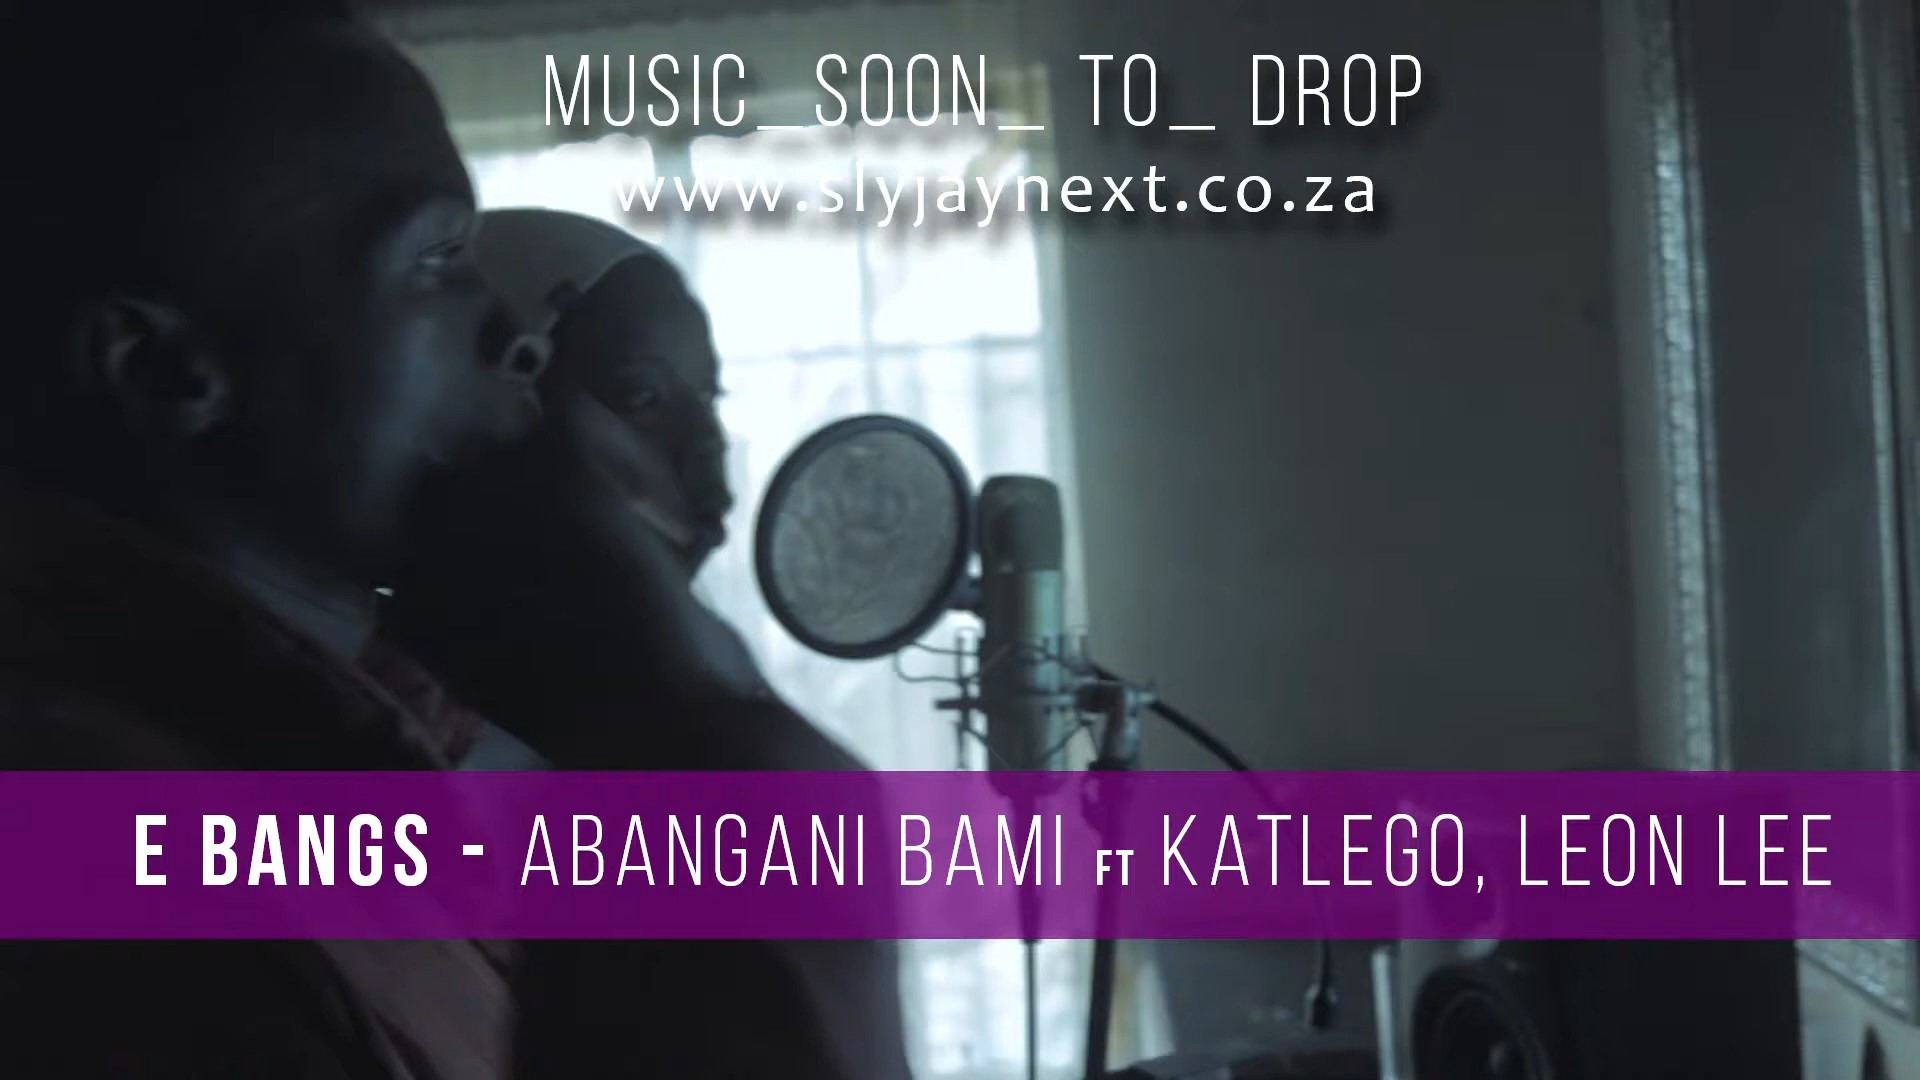 MUSIC_SOON_ TO_ DROP
www.slyjaynext.co.za
E BANGS - ABANGANI BAMI FT KATLEGO, LEON LEE